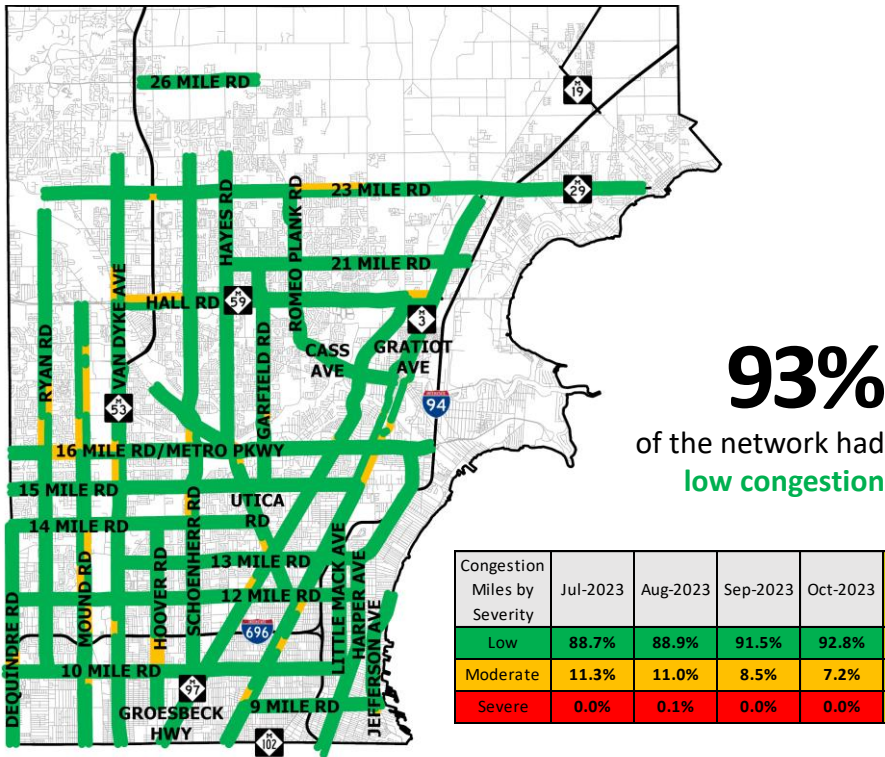 26 MILE RD
M
19
23 MILE RD
M
29
HAYES RD
ROMEO PLANK RD
21 MILE RD
VAN DYKE AVE
HALL RD
M
59
M
3
RYAN RD
GARFIELD RD
CASS
AVE
GRATIOT
AVE
INTERSTATE
94
M
53
16 MILE RD/METRO PKWY
15 MILE RD
UTICA
RD
14 MILE RD
SCHOENHERR RD
13 MILE RD
12 MILE RD
HOOVER RD
MOUND RD
DEQUINDRE RD
INTERSTATE
696
LITTLE MACK AVE
HARPER AVE
JEFFERSON AVE
10 MILE RD
M
97
GROESBECK
HWY
9 MILE RD
M
102
93%
of the network had
low congestion
Congestion
Miles by
Severity
Jul-2023 Aug-2023 Sep-2023 Oct-2023
Low 88.7% 88.9% 91.5% 92.8%
Moderate 11.3% 11.0% 8.5% 7.2%
Severe 0.0% 0.1% 0.0% 0.0%